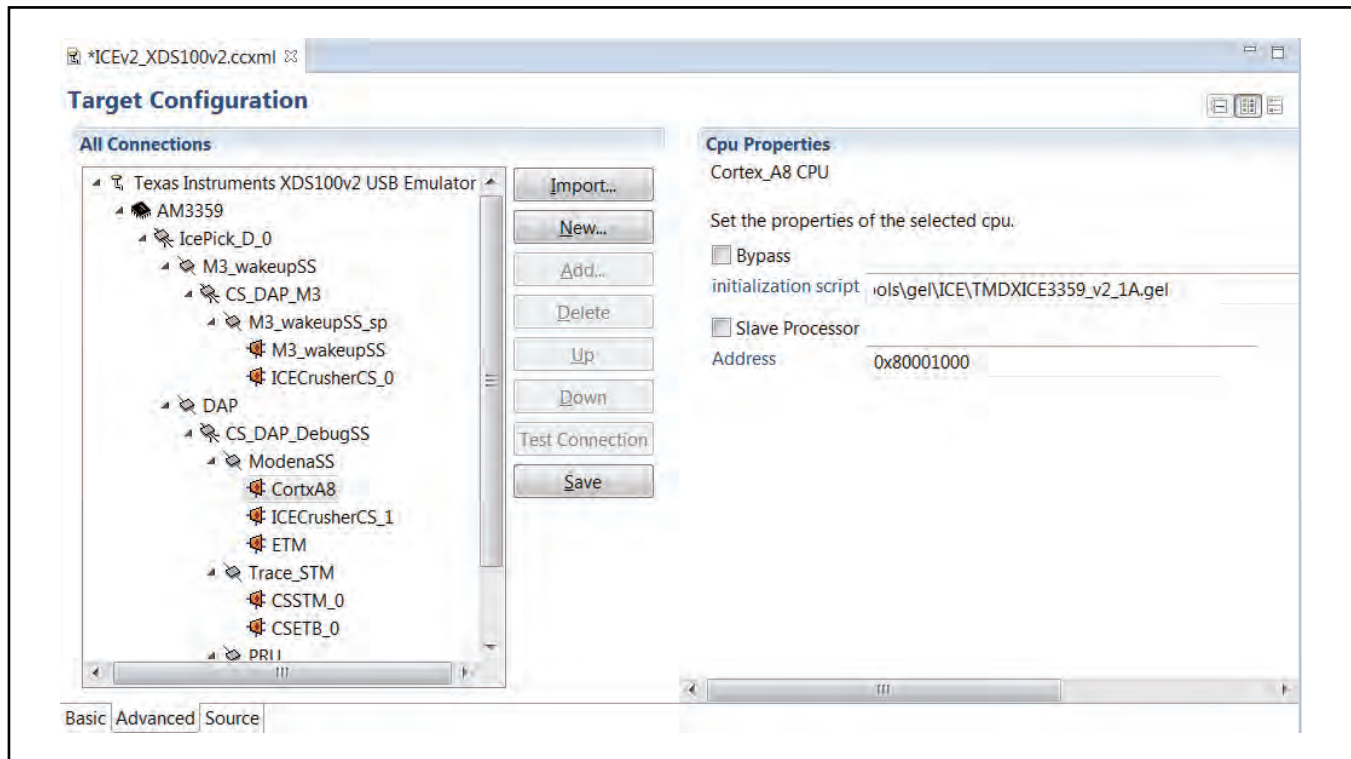 *ICEv2_XDS100v2.ccxml
Target Configuration
All Connections
Texas Instruments XDS100v2 USB Emulator
AM3359
IcePick_D_0
M3_wakeupSS
CS_DAP_M3
M3_wakeupSS_sp
M3_wakeupSS
ICECrusherCS_0
DAP
CS_DAP_DebugSS
ModenaSS
CortxA8
ICECrusherCS_1
ETM
Trace_STM
CSSTM_0
CSETB_0
PRU
Import...
New...
Add...
Delete
Up
Down
Test Connection
Save
Cpu Properties
Cortex_A8 CPU
Set the properties of the selected cpu.
Bypass
initialization script ols\gel\ICE\TMDXICE3359_v2_1A.gel
Slave Processor
Address 0x80001000
Basic Advanced Source